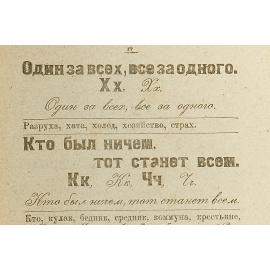 Один за всех, все за одного.
Хх. Хх.
Один за всех, все за одного.
Разруха, хата, холод, хозяйство, страх.
Кто был ничем,
тот станет всем.
Кк, Кк, Чч, Чч.
Кто был ничем, тот станет всем.
Кто, кулак, бедняк, средняк, коммуна, крестьяне,